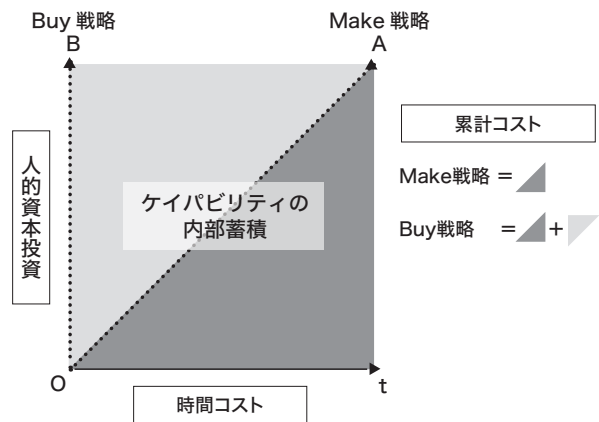 Buy 戦略
B
Make 戦略
A
人的資本投資
ケイパビリティの
内部蓄積
累計コスト
Make戦略 =
Buy戦略 = +
O
t
時間コスト